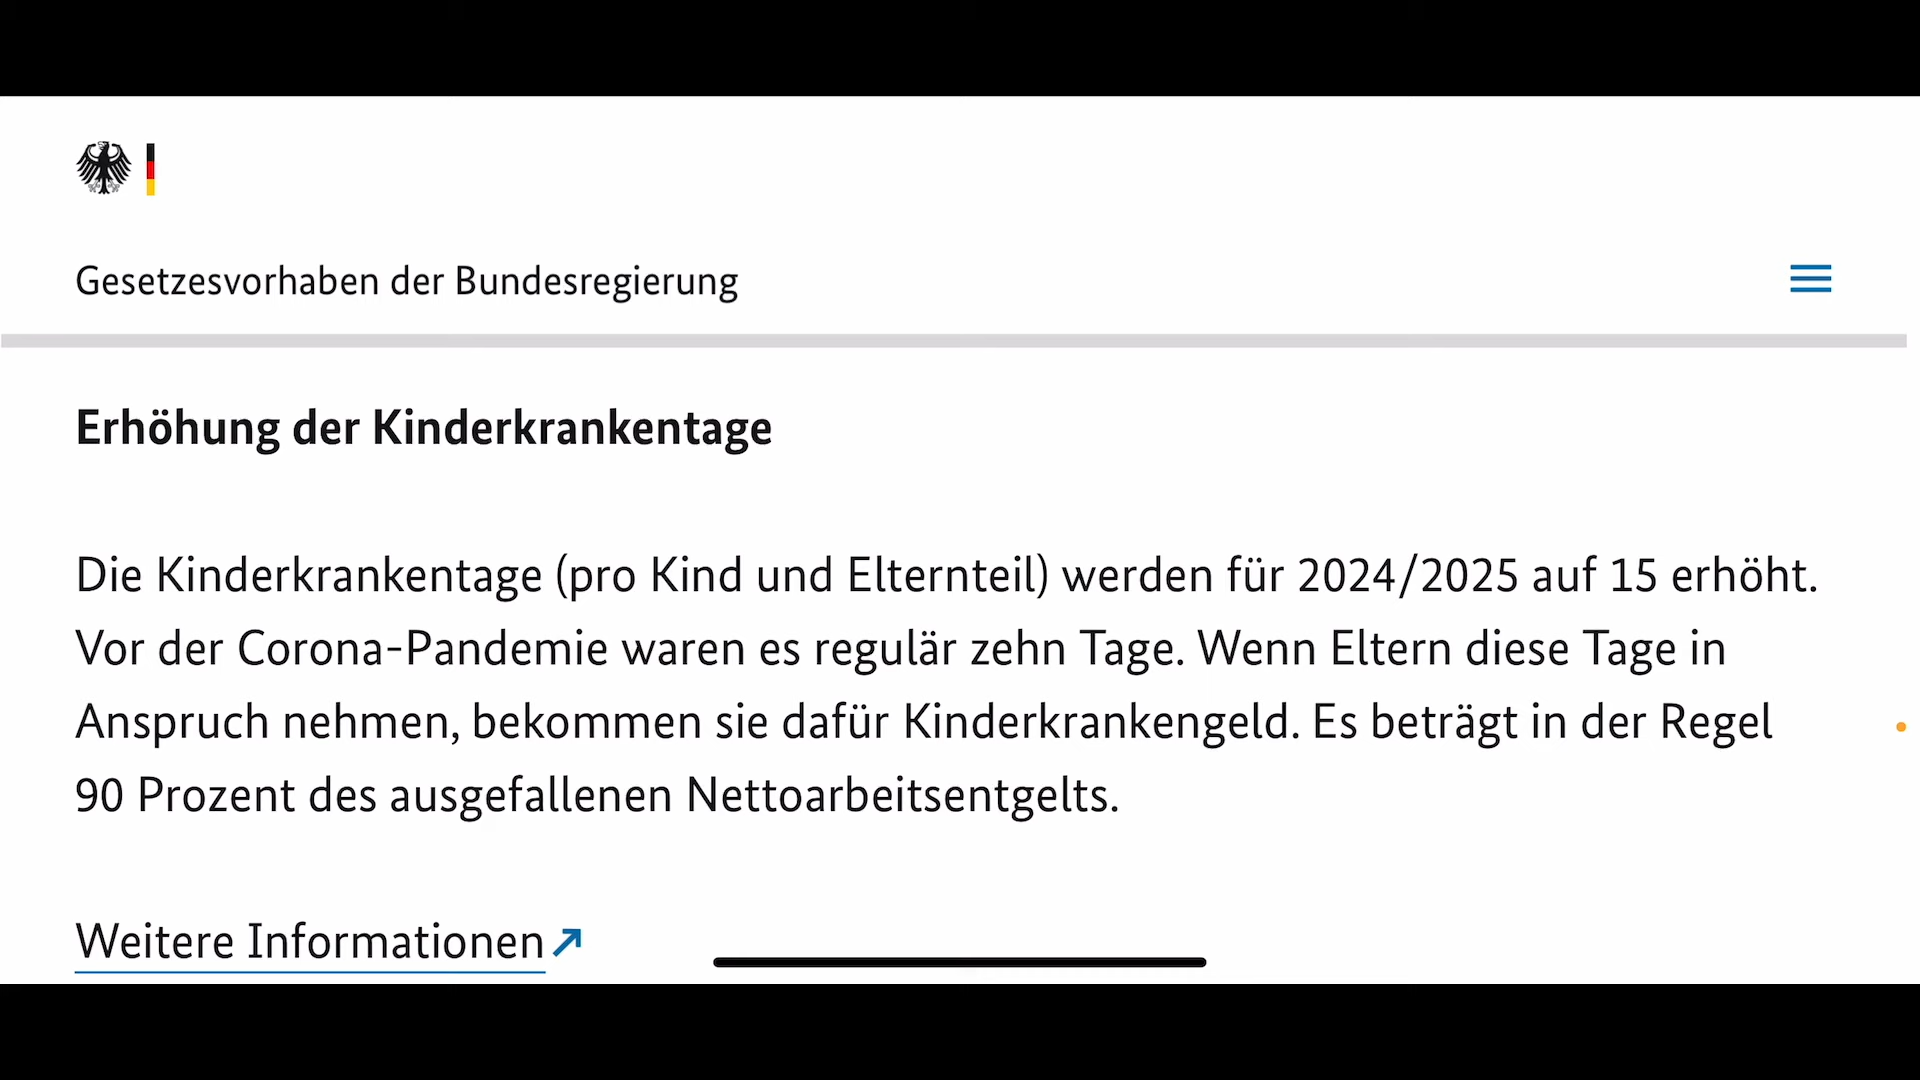 Gesetzesvorhaben der Bundesregierung
Erhöhung der Kinderkrankentage
Die Kinderkrankentage (pro Kind und Elternteil) werden für 2024/2025 auf 15 erhöht.
Vor der Corona-Pandemie waren es regulär zehn Tage. Wenn Eltern diese Tage in
Anspruch nehmen, bekommen sie dafür Kinderkrankengeld. Es beträgt in der Regel
90 Prozent des ausgefallenen Nettoarbeitsentgelts.
Weitere Informationen